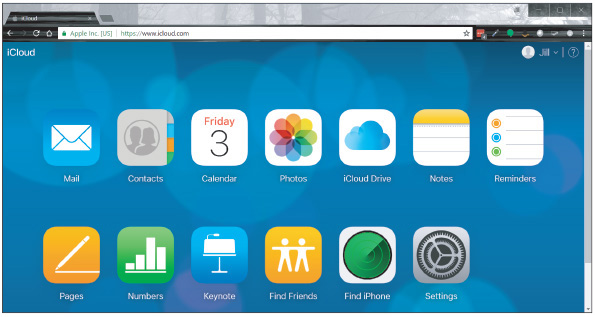 iCloud
Apple Inc. [US] | https://www.icloud.com
iCloud
Jill
Friday
3
Mail
Contacts
Calendar
Photos
iCloud Drive
Notes
Reminders
Pages
Numbers
Keynote
Find Friends
Find iPhone
Settings